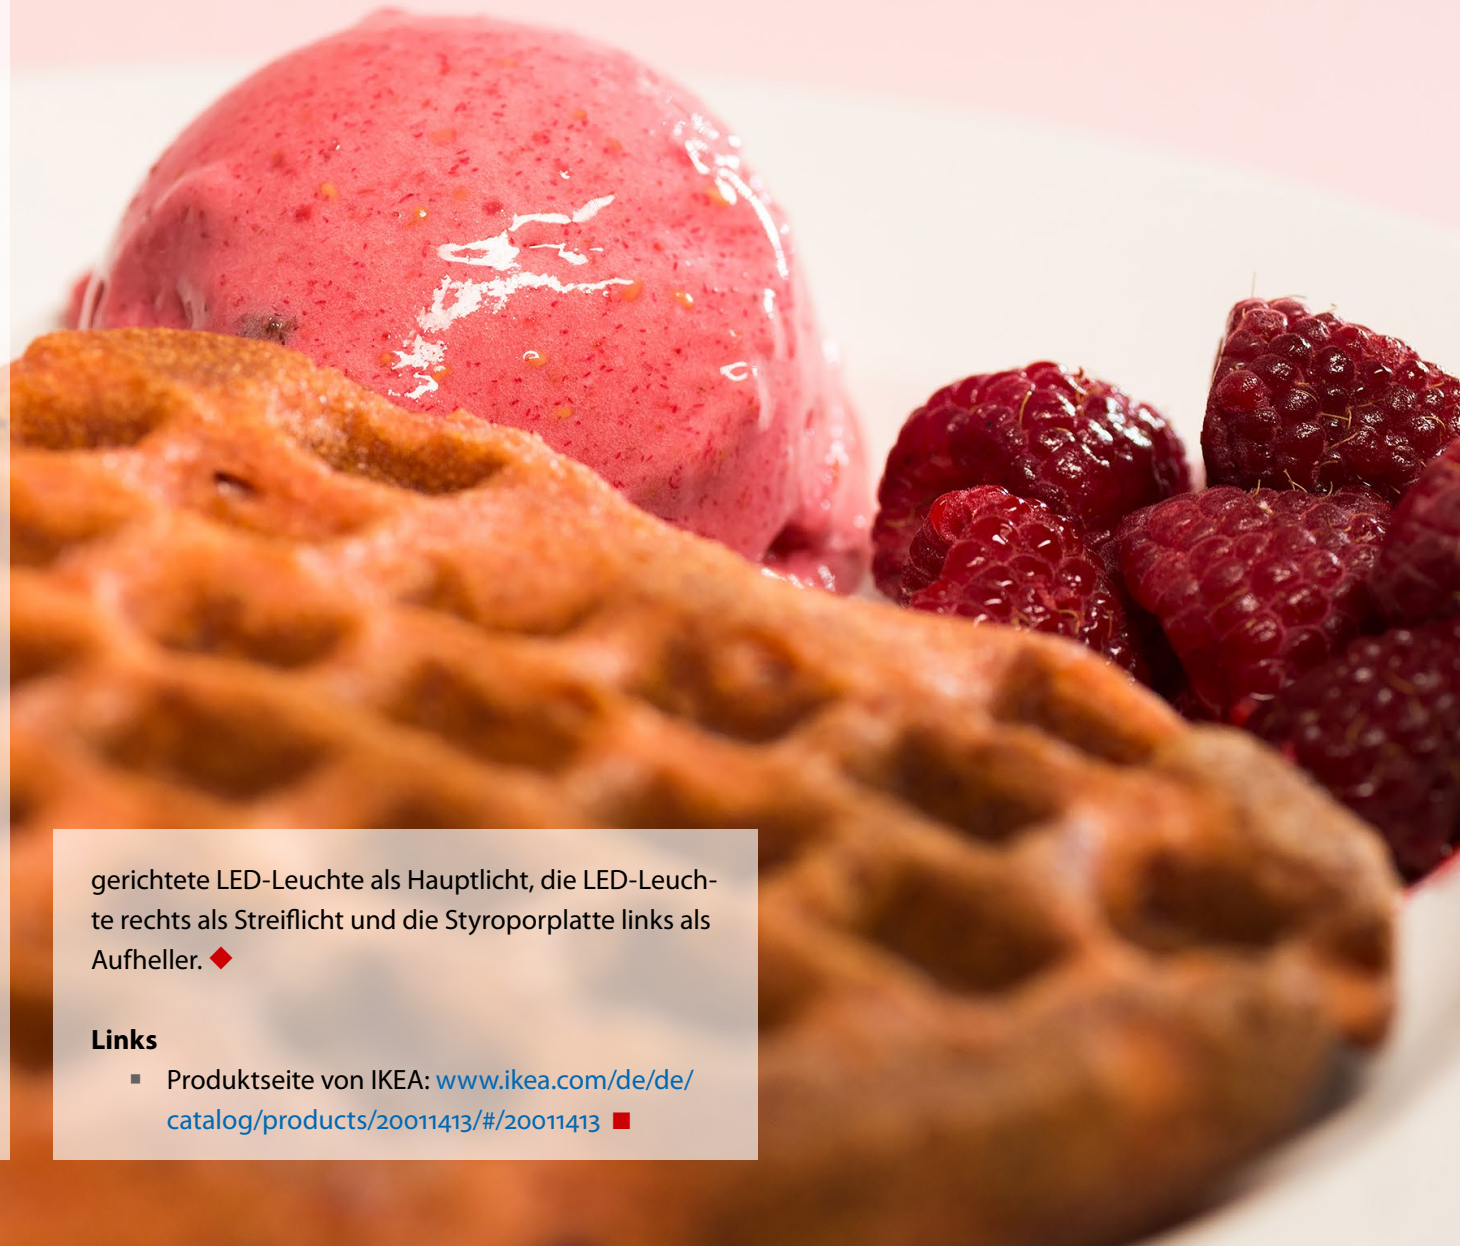 gerichtete LED-Leuchte als Hauptlicht, die LED-Leuch-
te rechts als Streiflicht und die Styroporplatte links als
Aufheller.
Links
Produktseite von IKEA: www.ikea.com/de/de/
catalog/products/20011413/#/20011413